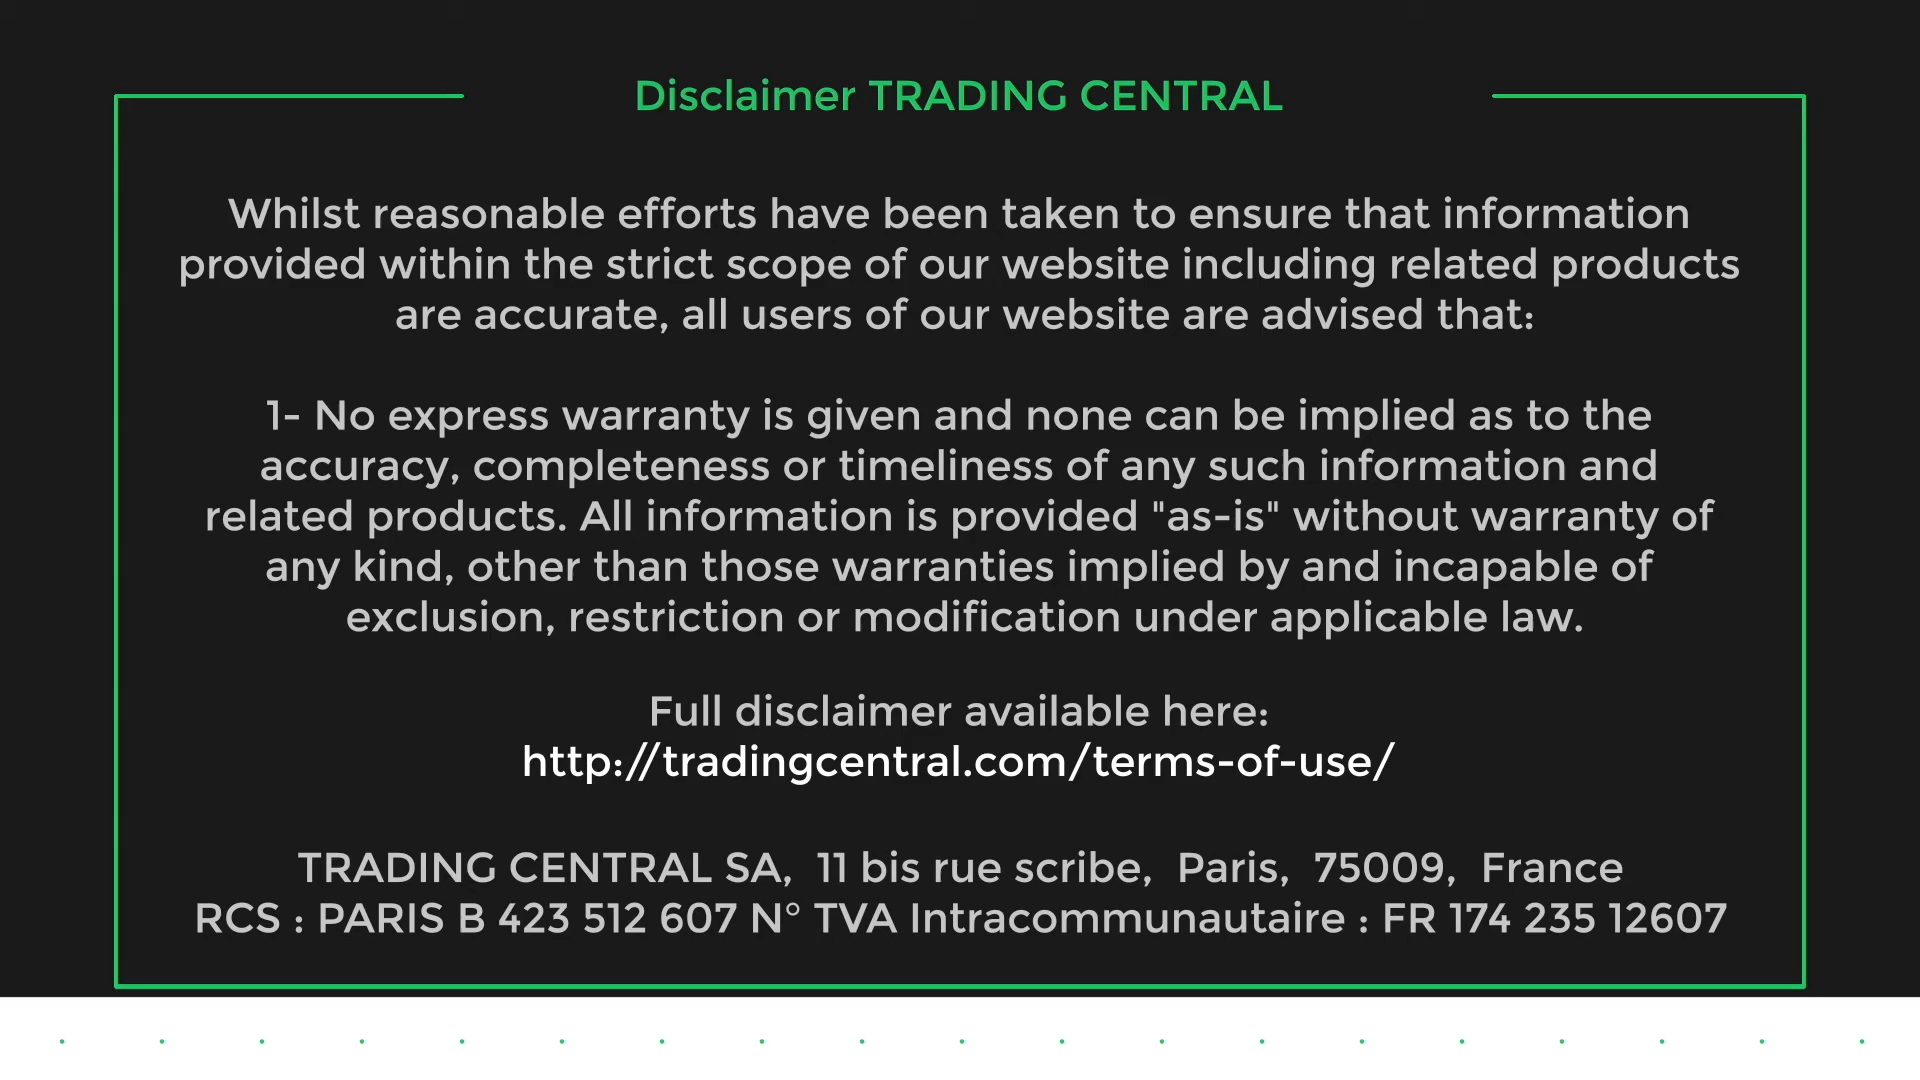 Disclaimer TRADING CENTRAL
Whilst reasonable efforts have been taken to ensure that information
provided within the strict scope of our website including related products
are accurate, all users of our website are advised that:
1- No express warranty is given and none can be implied as to the
accuracy, completeness or timeliness of any such information and
related products. All information is provided "as-is" without warranty of
any kind, other than those warranties implied by and incapable of
exclusion, restriction or modification under applicable law.
Full disclaimer available here:
http://tradingcentral.com/terms-of-use/
TRADING CENTRAL SA, 11 bis rue scribe, Paris, 75009, France
RCS : PARIS B 423 512 607 N° TVA Intracommunautaire : FR 174 235 12607